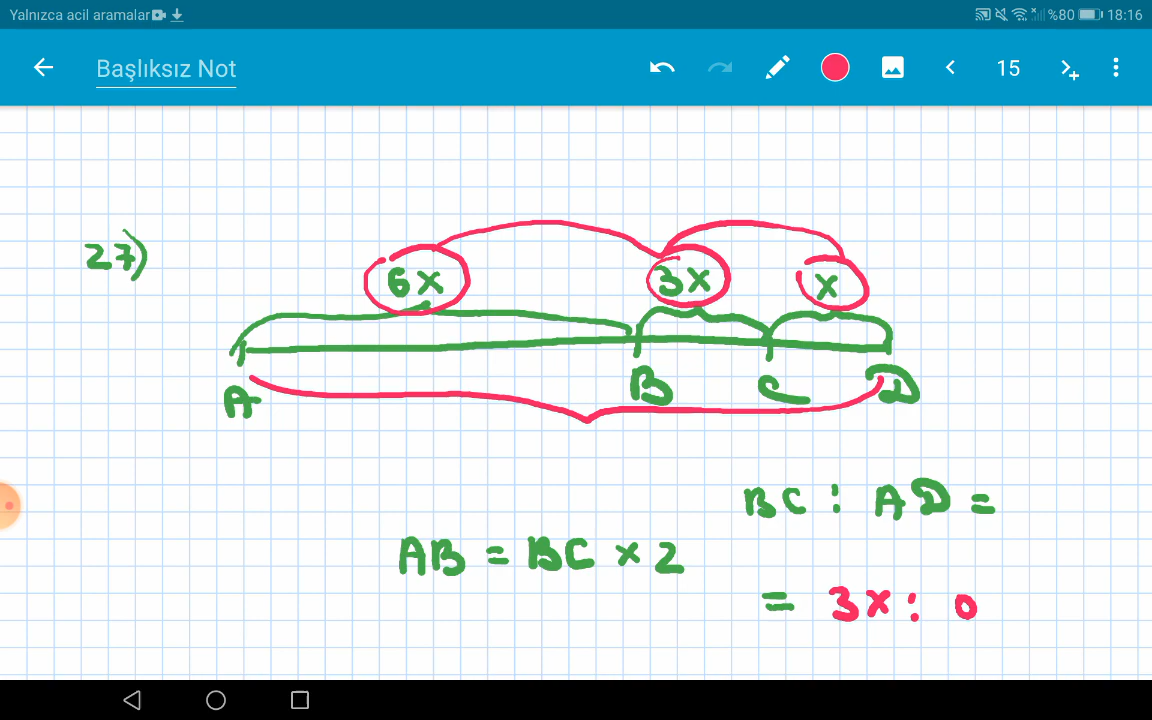 Yalnızca acil aramalar %80 18:16
Başlıksız Not 15
27)
6x 3x x
A B C D
BC : AD =
AB = BC x 2
= 3x : 0